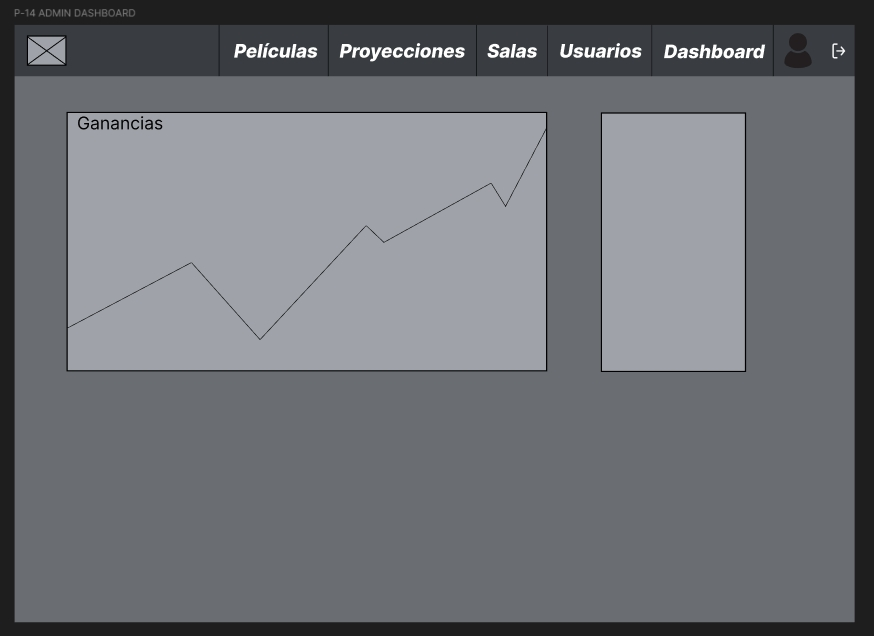 P-14 ADMIN DASHBOARD
Películas Proyecciones Salas Usuarios Dashboard
Ganancias